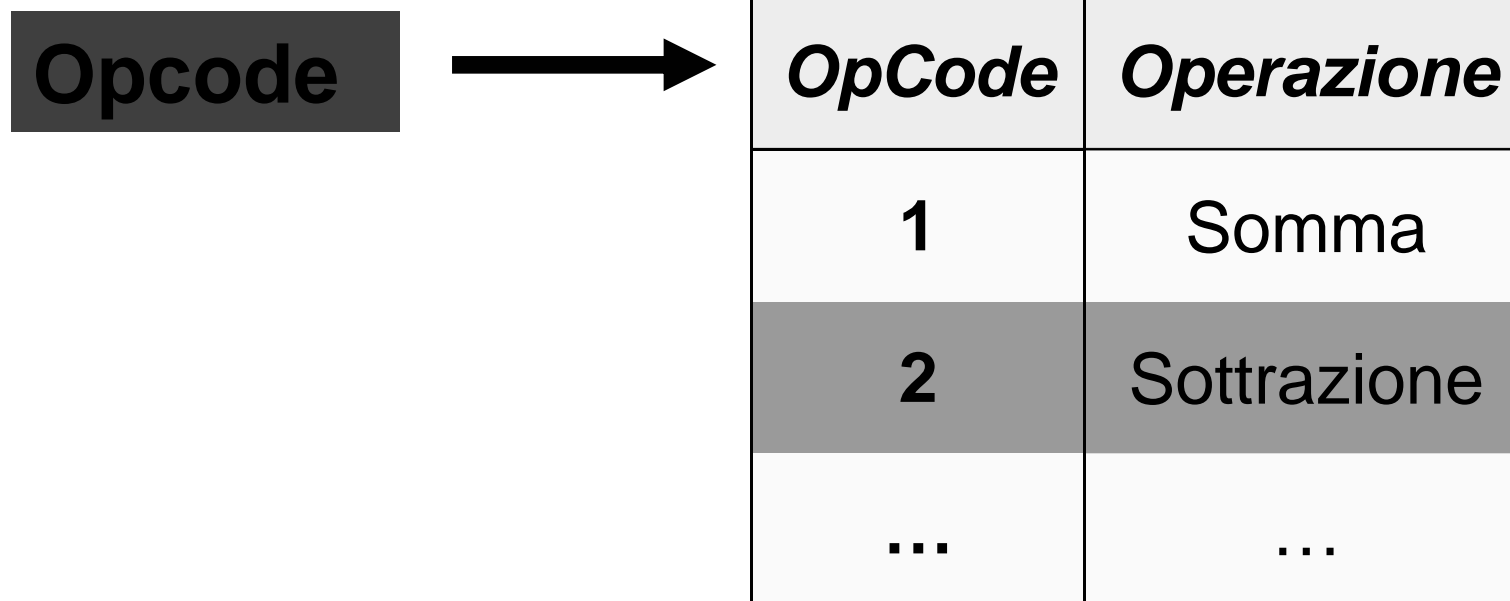 Opcode
OpCode Operazione
1 Somma
2 Sottrazione
... …